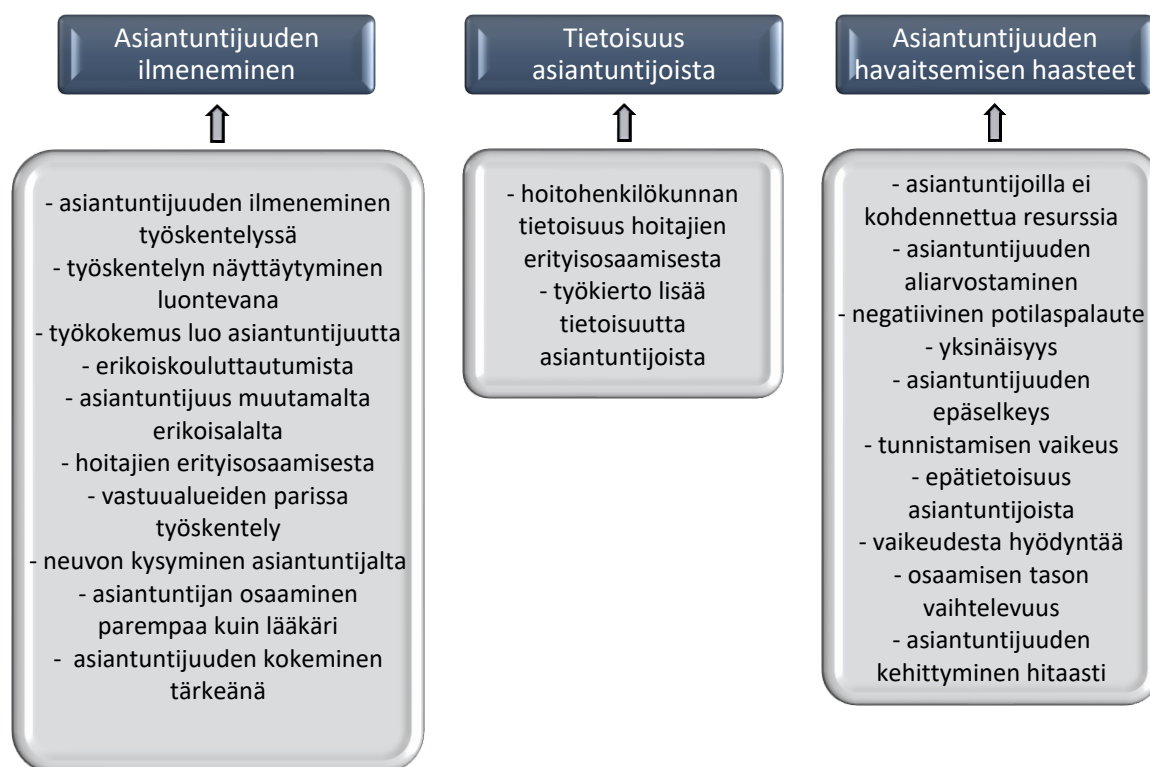 Asiantuntijuuden
ilmeneminen
- asiantuntijuuden ilmeneminen
työskentelyssä
- työskentelyn näyttäytyminen
luontevana
- työkokemus luo asiantuntijuutta
- erikoiskouluttautumista
- asiantuntijuus muutamalta
erikoisalalta
- hoitajien erityisosaamisesta
- vastuualueiden parissa
työskentely
- neuvon kysyminen asiantuntijalta
- asiantuntijan osaaminen
parempaa kuin lääkäri
- asiantuntijuuden kokeminen
tärkeänä
Tietoisuus
asiantuntijoista
- hoitohenkilökunnan
tietoisuus hoitajien
erityisosaamisesta
- työkierto lisää
tietoisuutta
asiantuntijoista
Asiantuntijuuden
havaitsemisen haasteet
- asiantuntijoilla ei
kohdennettua resurssia
- asiantuntijuuden
aliarvostaminen
- negatiivinen potilaspalaute
- yksinäisyys
- asiantuntijuuden
epäselkeys
- tunnistamisen vaikeus
- epätietoisuus
asiantuntijoista
- vaikeudesta hyödyntää
- osaamisen tason
vaihtelevuus
- asiantuntijuuden
kehittyminen hitaasti